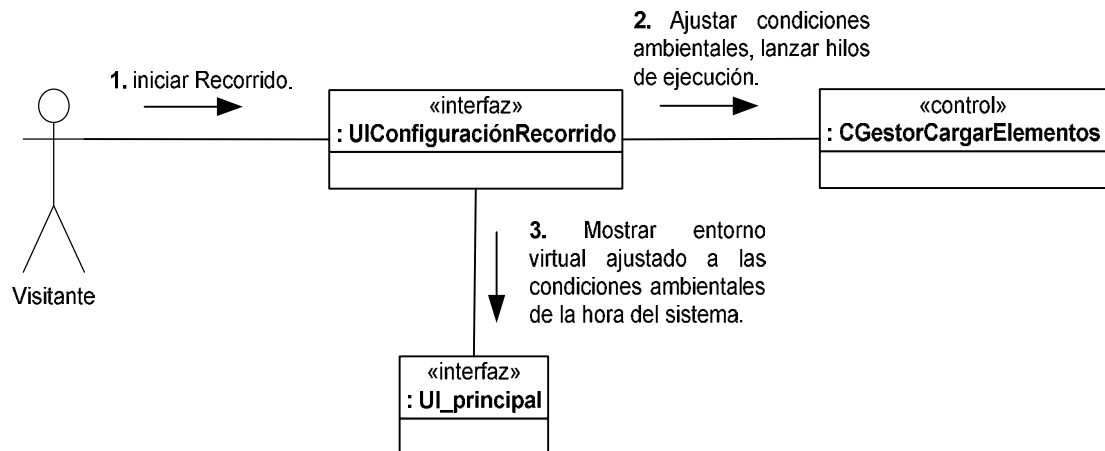 2. Ajustar condiciones
ambientales, lanzar hilos
de ejecución.
1. iniciar Recorrido.
«interfaz»
: UIConfiguraciónRecorrido
«control»
: CGestorCargarElementos
Visitante
3. Mostrar entorno
virtual ajustado a las
condiciones ambientales
de la hora del sistema.
«interfaz»
: UI_principal